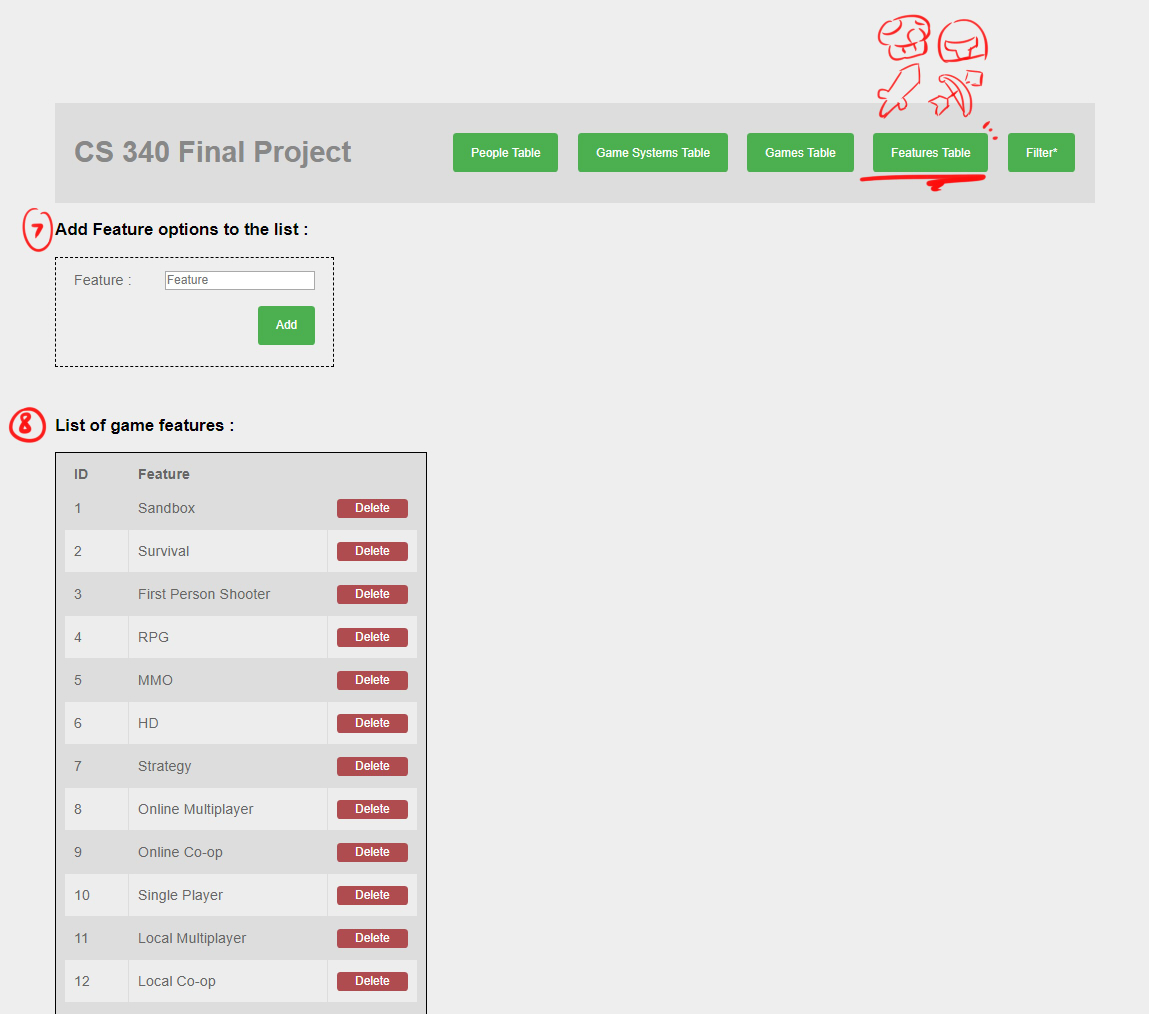 CS 340 Final Project
People Table
Game Systems Table
Games Table
Features Table
Filter*
7 Add Feature options to the list :
Feature : Feature
Add
8 List of game features :
ID Feature
1 Sandbox Delete
2 Survival Delete
3 First Person Shooter Delete
4 RPG Delete
5 MMO Delete
6 HD Delete
7 Strategy Delete
8 Online Multiplayer Delete
9 Online Co-op Delete
10 Single Player Delete
11 Local Multiplayer Delete
12 Local Co-op Delete